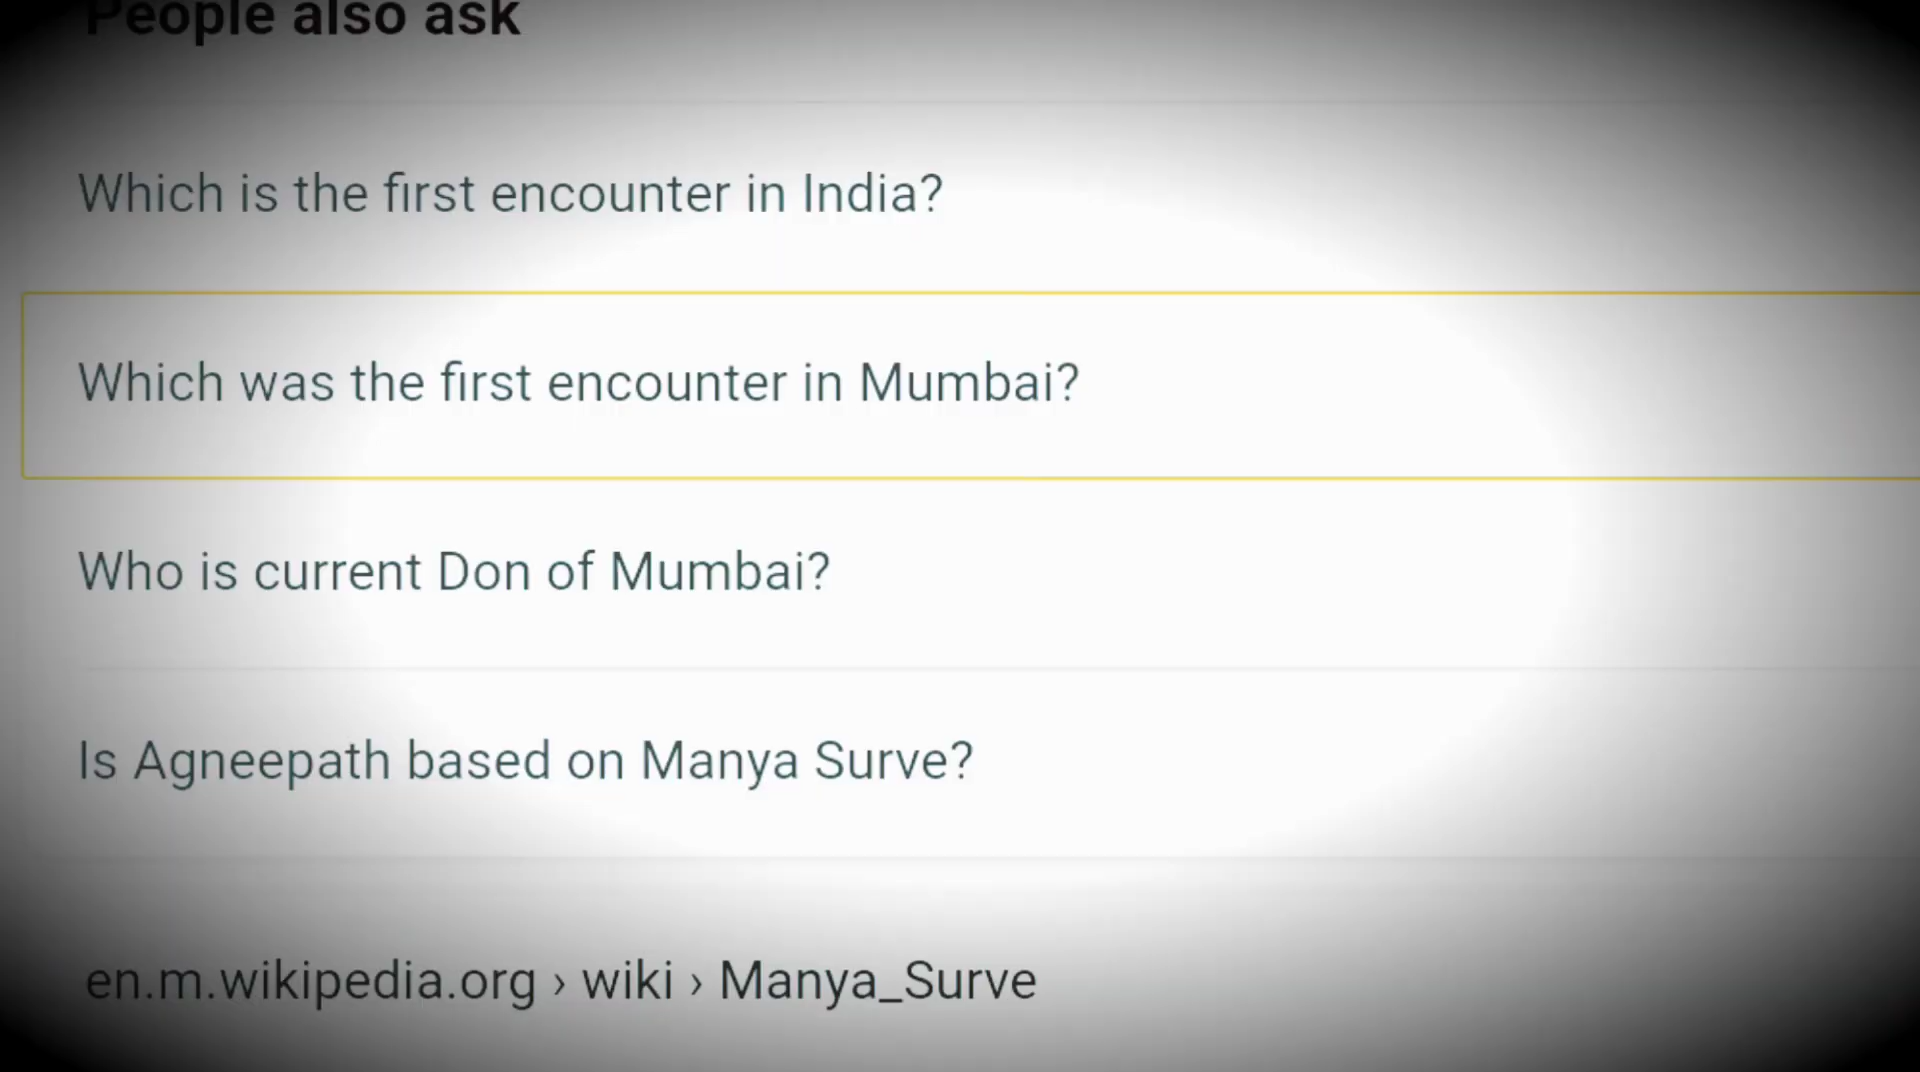 People also ask
Which is the first encounter in India?
Which was the first encounter in Mumbai?
Who is current Don of Mumbai?
Is Agneepath based on Manya Surve?
en.m.wikipedia.org › wiki › Manya_Surve